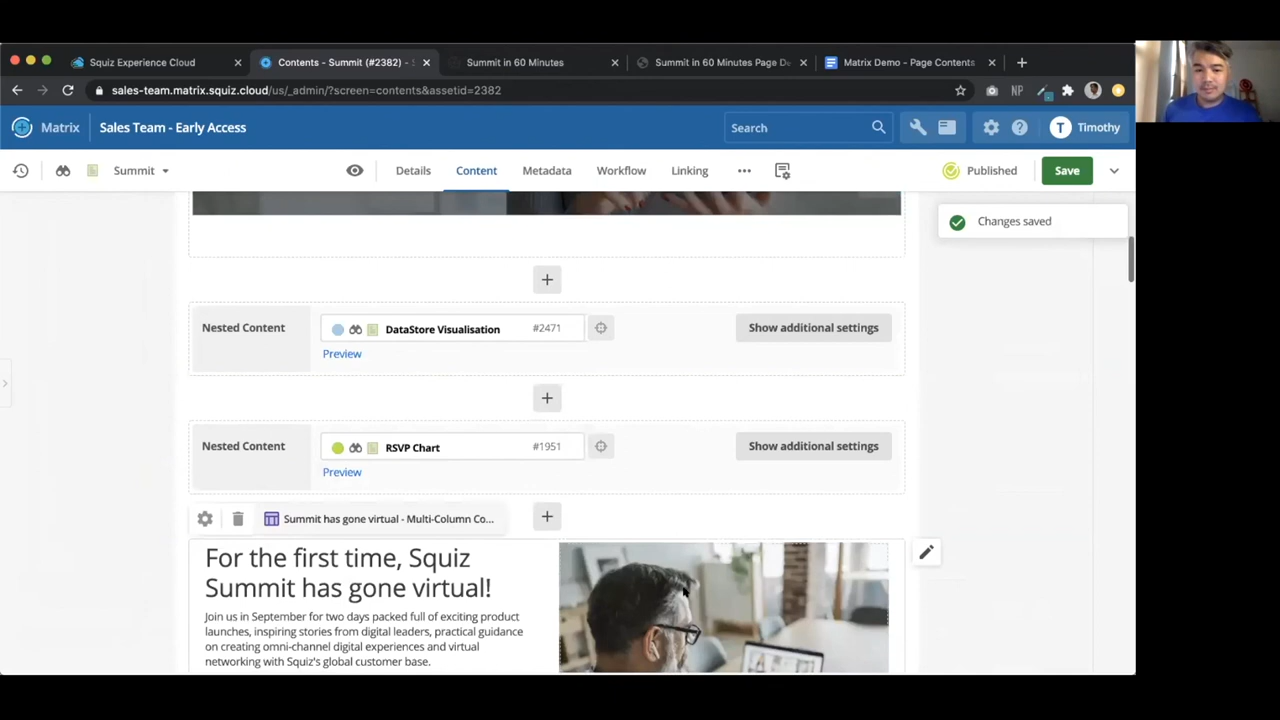 Squiz Experience Cloud
Contents - Summit (#2382) - S
Summit in 60 Minutes
Summit in 60 Minutes Page De
Matrix Demo - Page Contents
sales-team.matrix.squiz.cloud/us/_admin/?screen=contents&assetid=2382
NP
Matrix
Sales Team - Early Access
Search
T
Timothy
Summit
Details
Content
Metadata
Workflow
Linking
Published
Save
Changes saved
Nested Content
DataStore Visualisation
#2471
Show additional settings
Preview
Nested Content
RSVP Chart
#1951
Show additional settings
Preview
Summit has gone virtual - Multi-Column Co...
For the first time, Squiz
Summit has gone virtual!
Join us in September for two days packed full of exciting product
launches, inspiring stories from digital leaders, practical guidance
on creating omni-channel digital experiences and virtual
networking with Squiz's global customer base.